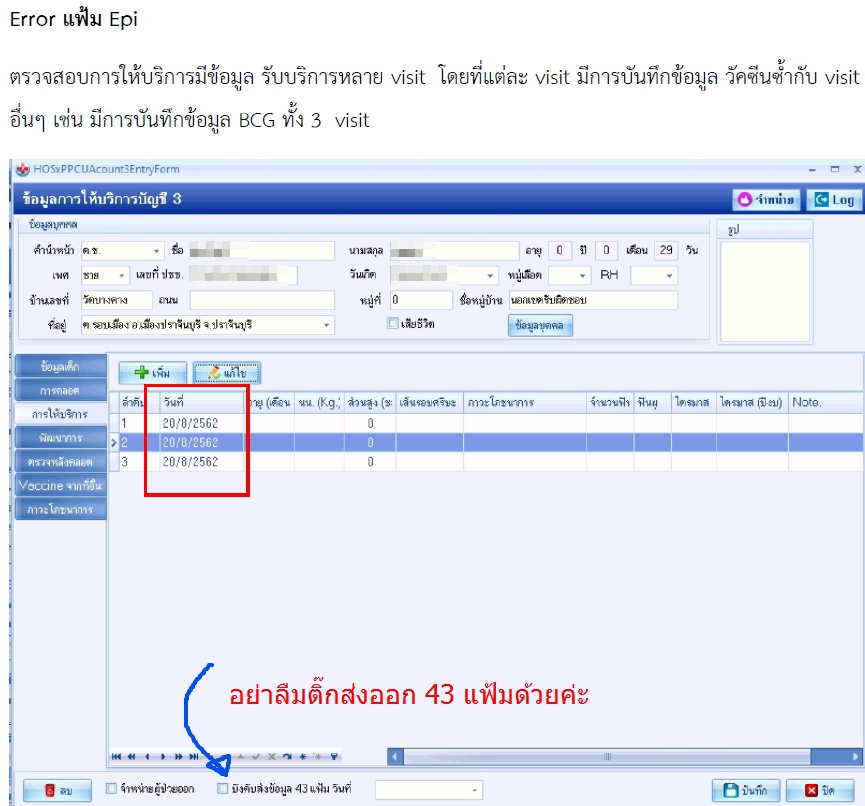 Error แฟ้ม Epi
ตรวจสอบการให้บริการมีข้อมูล รับบริการหลาย visit โดยที่แต่ละ visit มีการบันทึกข้อมูล วัคซีนซ้ำกับ visit
อื่นๆ เช่น มีการบันทึกข้อมูล BCG ทั้ง 3 visit
HOSxPPCUAcount3EntryForm
ข้อมูลการให้บริการบัญชี 3 จำหน่าย Log
ข้อมูลบุคคล รูป
คำนำหน้า ด.ช. ชื่อ นามสกุล อายุ 0 ปี 0 เดือน 29 วัน
เพศ ชาย เลขที่ ปชช. วันเกิด หมู่เลือด RH
บ้านเลขที่ วัดบางคาง ถนน หมู่ที่ 0 ชื่อหมู่บ้าน นอกเขตรับผิดชอบ
ที่อยู่ ต.รอบเมือง อ.เมืองปราจีนบุรี จ.ปราจีนบุรี เสียชีวิต ข้อมูลบุคคล
ข้อมูลเด็ก
การคลอด
การให้บริการ
พัฒนาการ
ตรวจหลังคลอด
Vaccine จากที่อื่น
ภาวะโภชนาการ
เพิ่ม แก้ไข
ลำดับ วันที่ อายุ (เดือน นน. (Kg.) ส่วนสูง (ซ เส้นรอบศรีษะ ภาวะโภชนาการ จำนวนฟัน ฟันผุ ไตรมาส ไตรมาส (ปีงบ) Note.
1 20/8/2562 0
2 20/8/2562 0
3 20/8/2562 0
อย่าลืมติ๊กส่งออก 43 แฟ้มด้วยค่ะ
ลบ จำหน่ายผู้ป่วยออก บังคับส่งข้อมูล 43 แฟ้ม วันที่ บันทึก ปิด